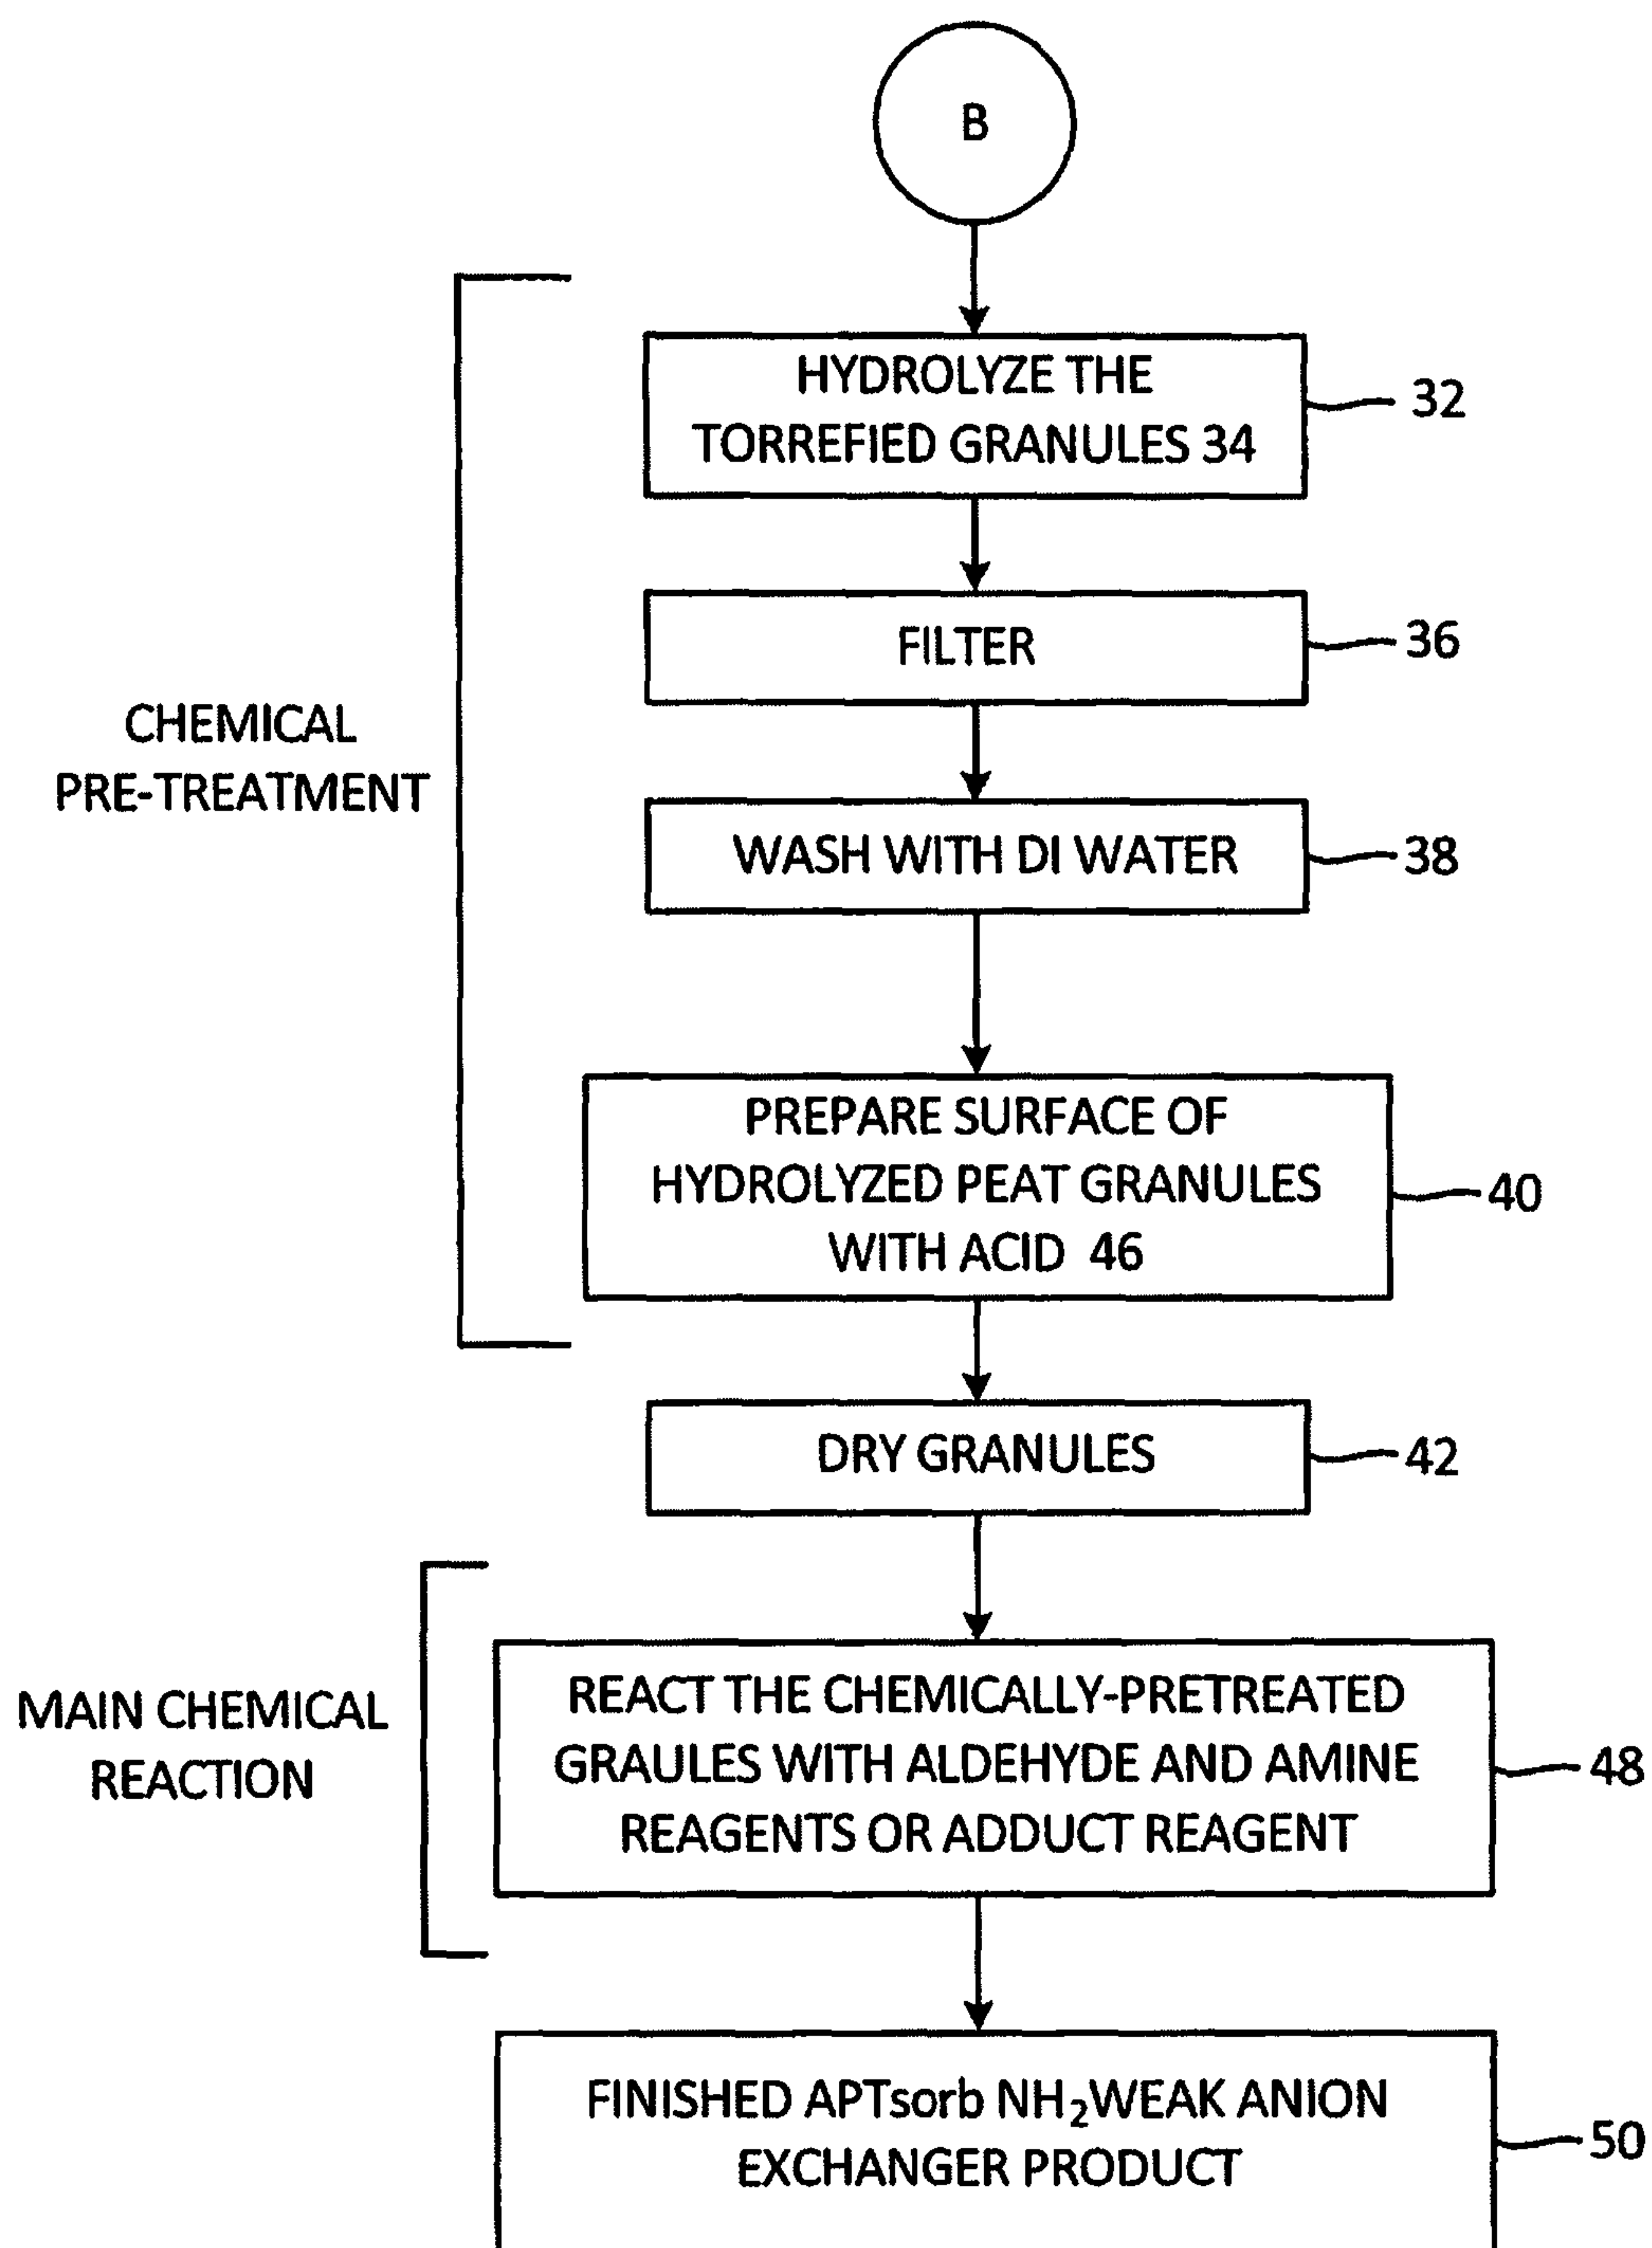 B
HYDROLYZE THE
TORREFIED GRANULES 34
32
FILTER
36
CHEMICAL
PRE-TREATMENT
WASH WITH DI WATER
38
PREPARE SURFACE OF
HYDROLYZED PEAT GRANULES
WITH ACID 46
40
DRY GRANULES
42
MAIN CHEMICAL
REACTION
REACT THE CHEMICALLY-PRETREATED
GRAULES WITH ALDEHYDE AND AMINE
REAGENTS OR ADDUCT REAGENT
48
FINISHED APTsorb NH₂WEAK ANION
EXCHANGER PRODUCT
50